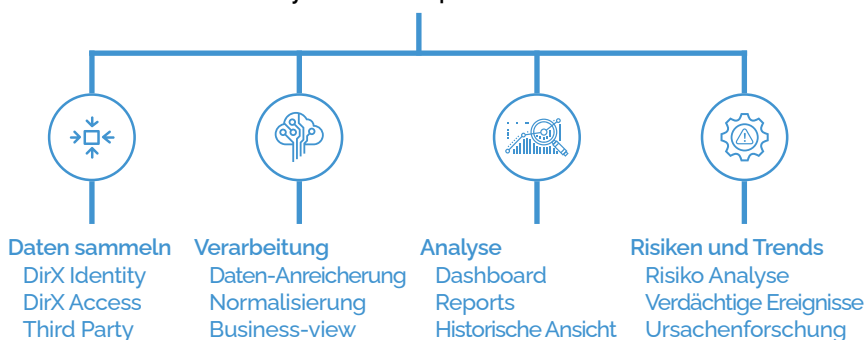 Daten sammeln
DirX Identity
DirX Access
Third Party
Verarbeitung
Daten-Anreicherung
Normalisierung
Business-view
Analyse
Dashboard
Reports
Historische Ansicht
Risiken und Trends
Risiko Analyse
Verdächtige Ereignisse
Ursachenforschung